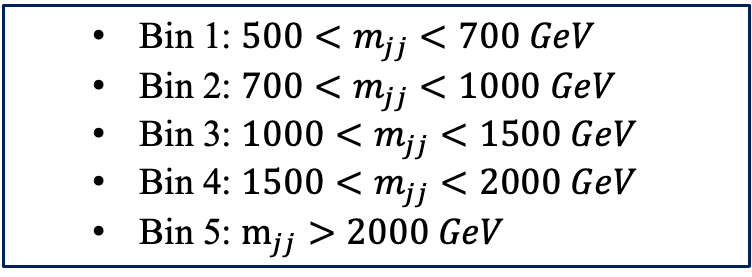 • Bin 1: 500 < m_jj < 700 GeV
• Bin 2: 700 < m_jj < 1000 GeV
• Bin 3: 1000 < m_jj < 1500 GeV
• Bin 4: 1500 < m_jj < 2000 GeV
• Bin 5: m_jj > 2000 GeV